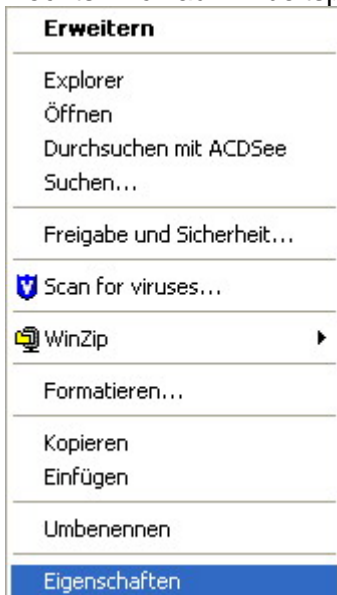 Erweitern
Explorer
Öffnen
Durchsuchen mit ACDSee
Suchen...
Freigabe und Sicherheit...
Scan for viruses...
WinZip
Formatieren...
Kopieren
Einfügen
Umbenennen
Eigenschaften